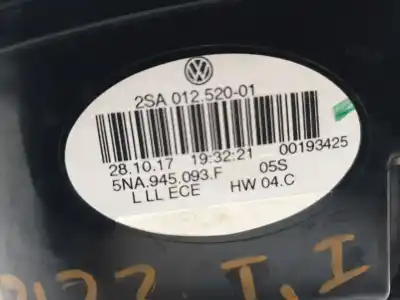 2SA 012.520-01
28.10.17 19:32:21 00193425
5NA.945.093.F 05S
L LL ECE HW 04.C
I,I